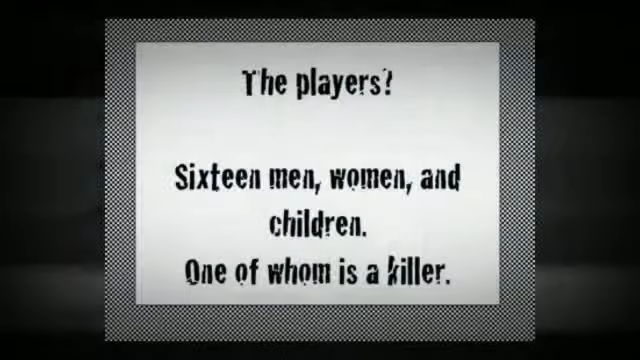 The players?
Sixteen men, women, and
children.
One of whom is a killer.